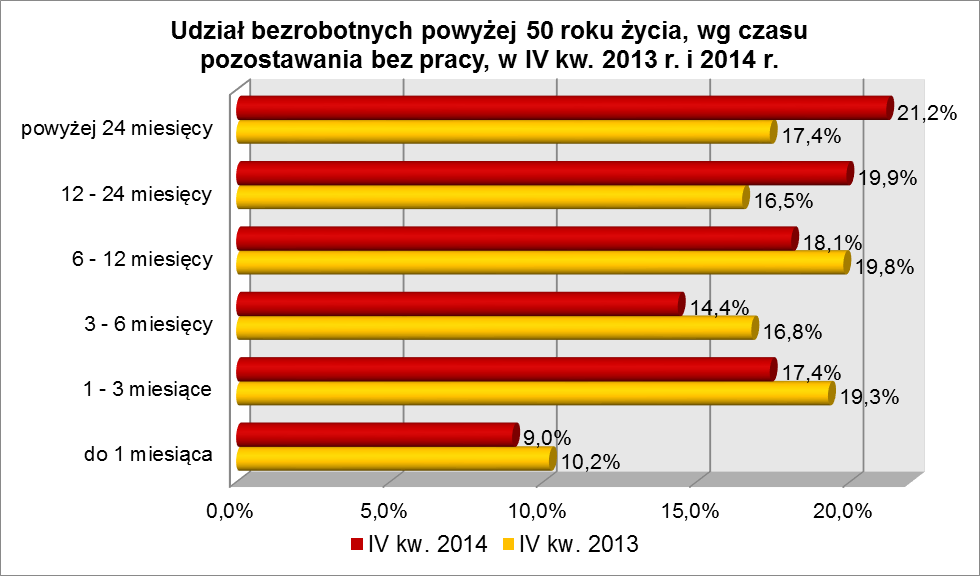 Udział bezrobotnych powyżej 50 roku życia, wg czasu
pozostawania bez pracy, w IV kw. 2013 r. i 2014 r.
powyżej 24 miesięcy
21,2%
17,4%
12 - 24 miesięcy
19,9%
16,5%
6 - 12 miesięcy
18,1%
19,8%
3 - 6 miesięcy
14,4%
16,8%
1 - 3 miesiące
17,4%
19,3%
do 1 miesiąca
9,0%
10,2%
0,0% 5,0% 10,0% 15,0% 20,0%
IV kw. 2014 IV kw. 2013